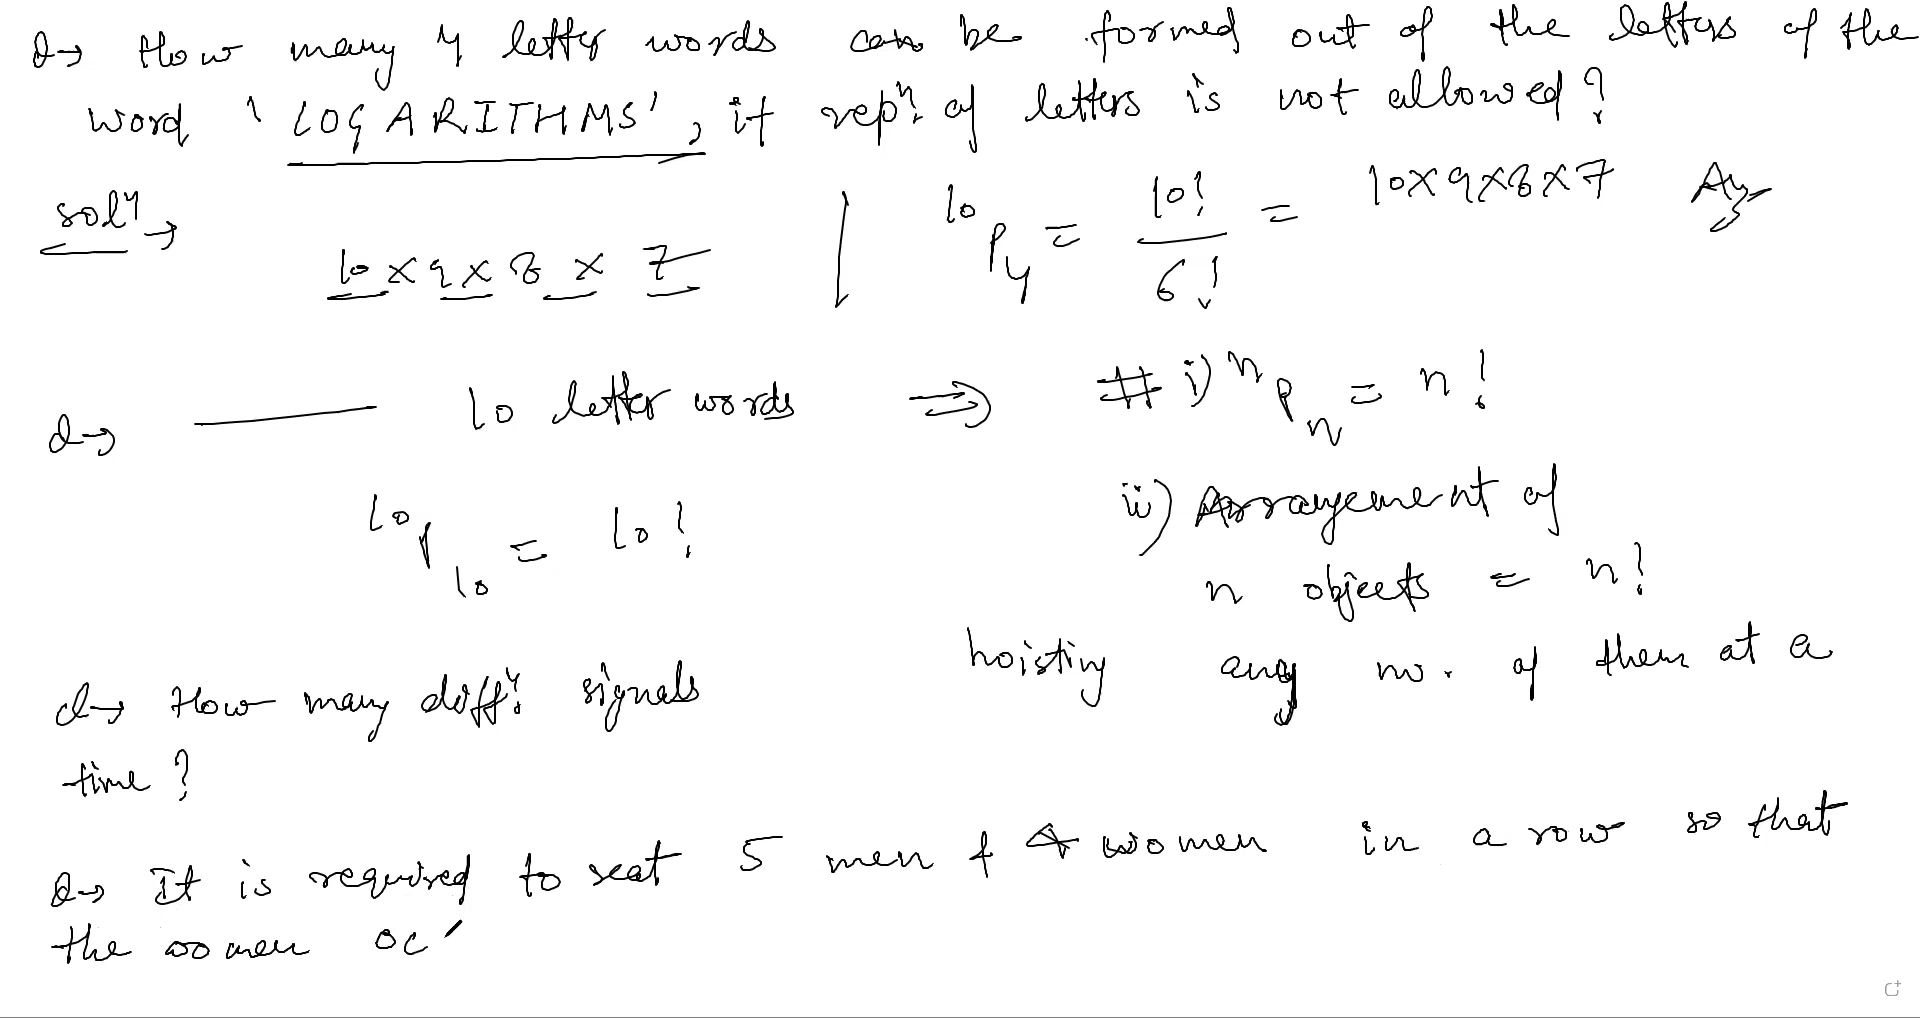 Q→ How many 4 letter words can be formed out of the letters of the
word 'LOGARITHMS', if repn. of letters is not allowed?
soln → 10 × 9 × 8 × 7 | ¹⁰P₄ = 10!/6! = 10×9×8×7 Ans
Q→ ——— 10 letter words ⇒ # i) ⁿPₙ = n!
¹⁰P₁₀ = 10!
ii) Arrangement of
n objects = n!
Q→ How many diffn. signals hoisting any no. of them at a
time?
Q→ It is required to seat 5 men & 4 women in a row so that
the women oc